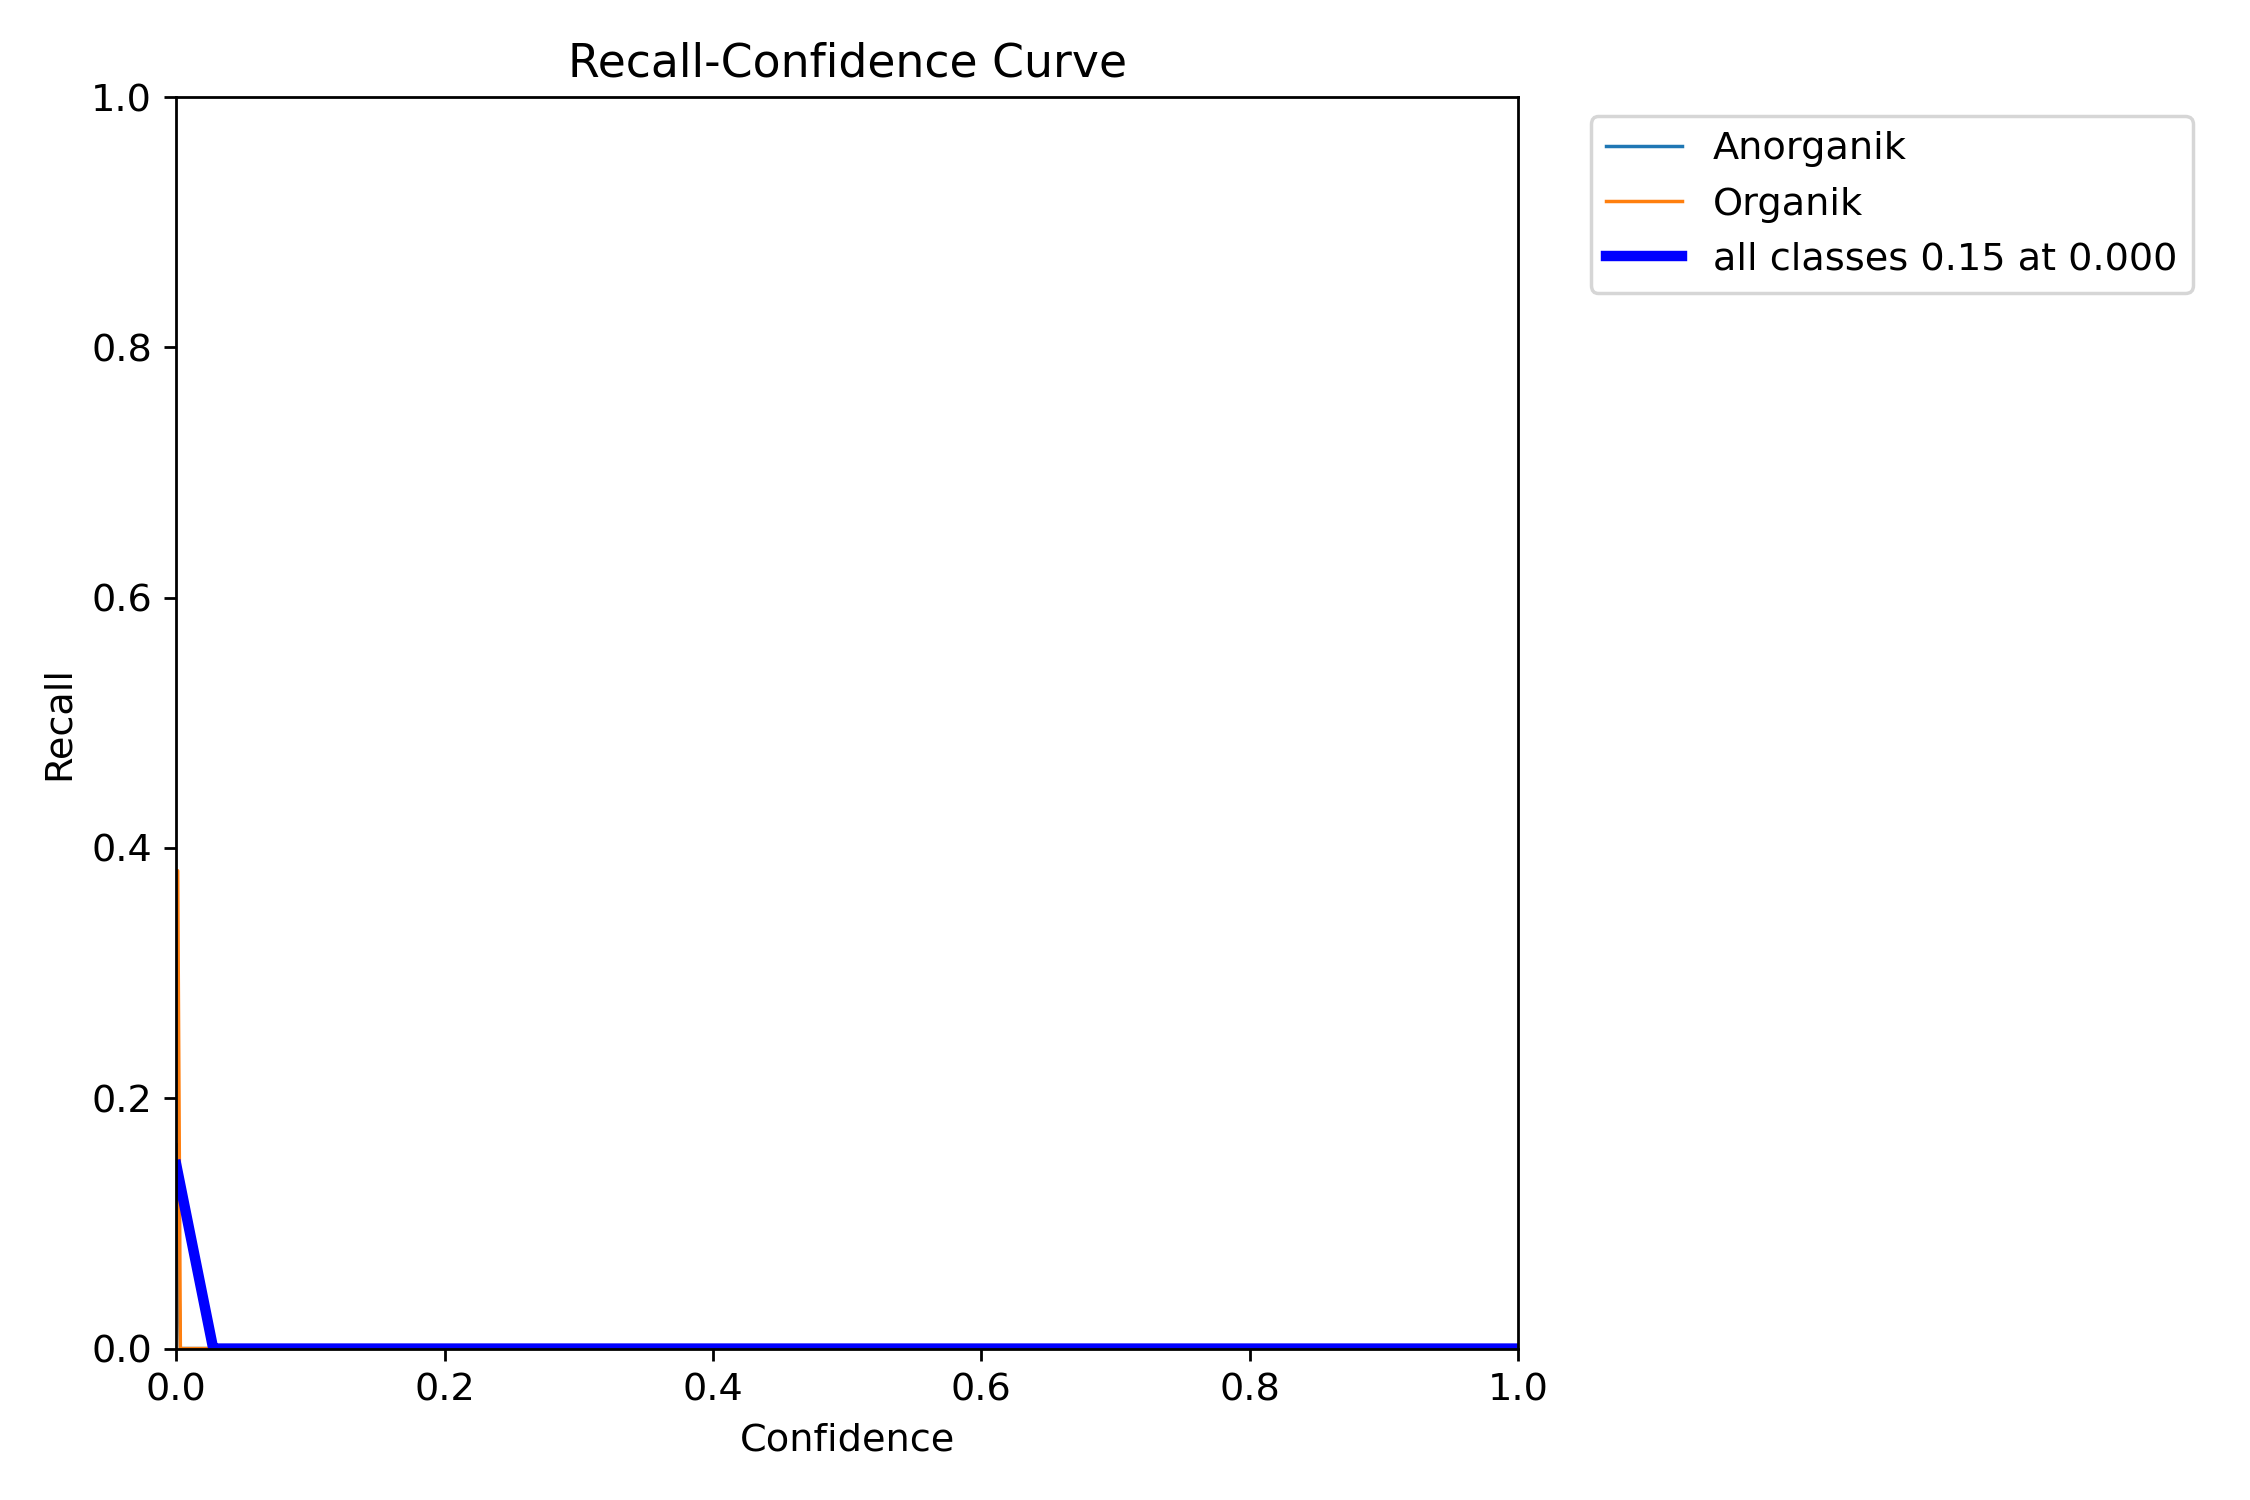 Recall-Confidence Curve
1.0
0.8
0.6
0.4
0.2
0.0
Recall
0.0 0.2 0.4 0.6 0.8 1.0
Confidence
Anorganik
Organik
all classes 0.15 at 0.000